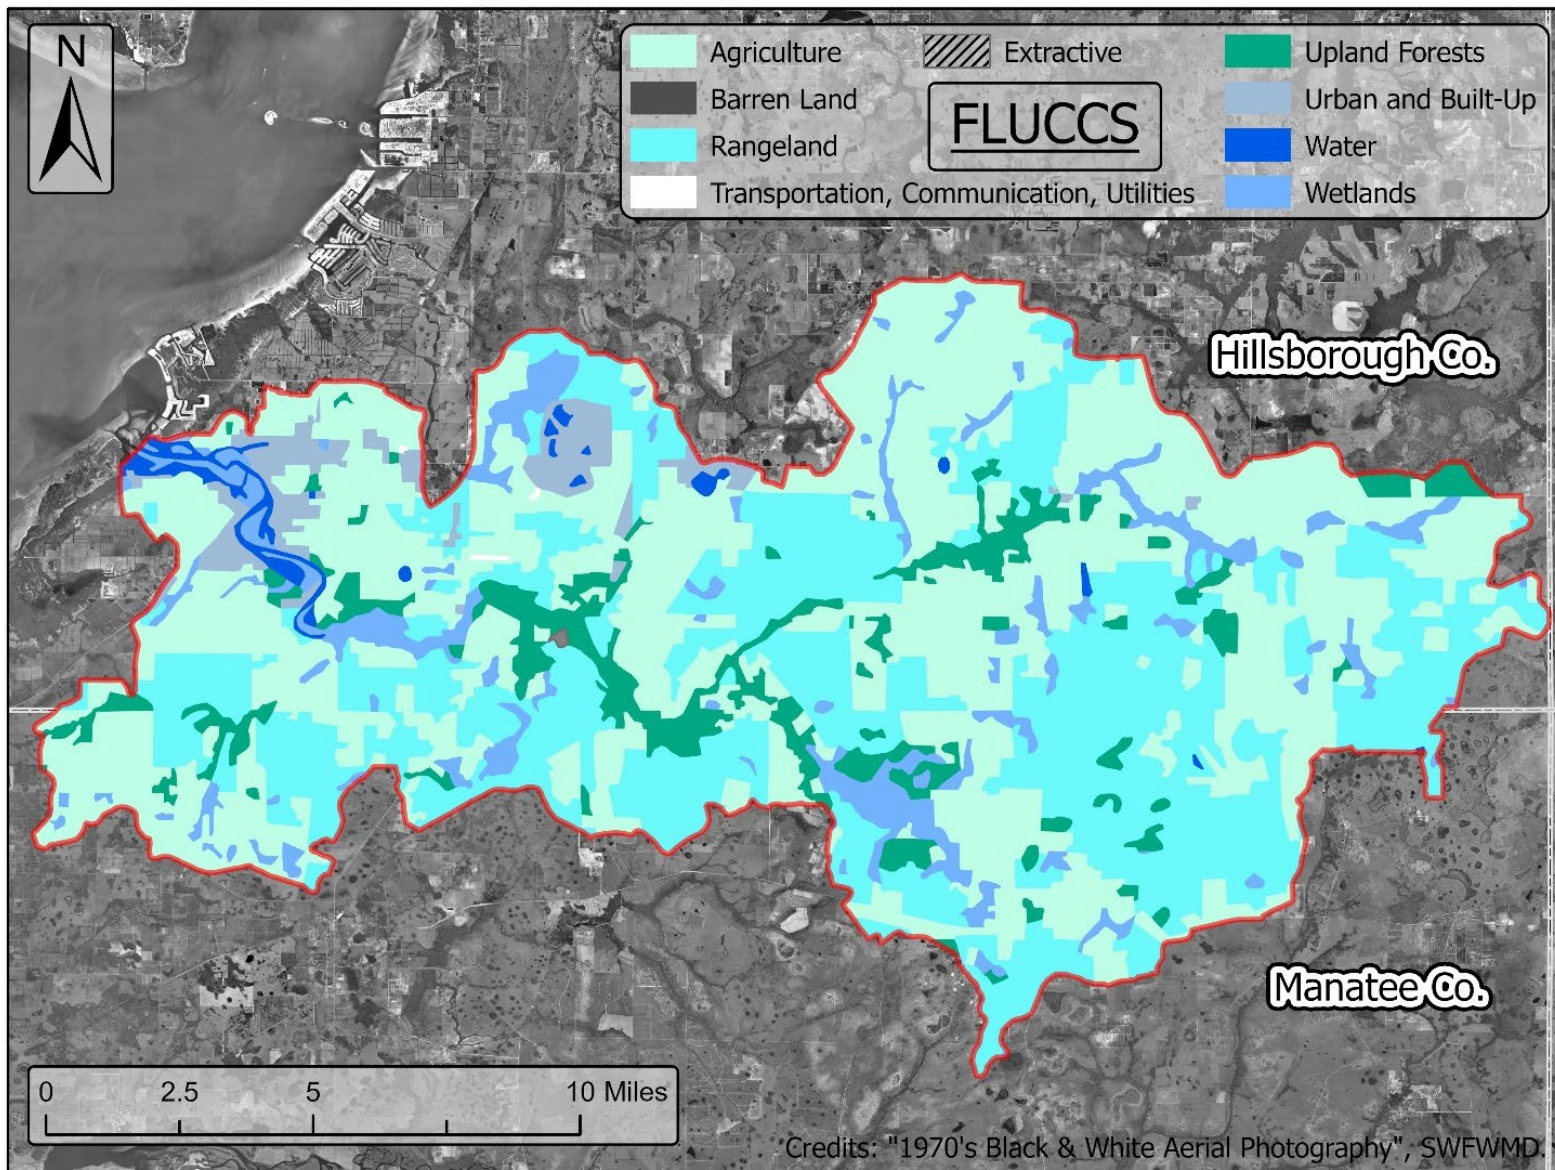 N
Agriculture
Barren Land
Rangeland
Transportation, Communication, Utilities
Extractive
FLUCCS
Upland Forests
Urban and Built-Up
Water
Wetlands
Hillsborough Co.
Manatee Co.
0 2.5 5 10 Miles
Credits: "1970's Black & White Aerial Photography", SWFWMD.